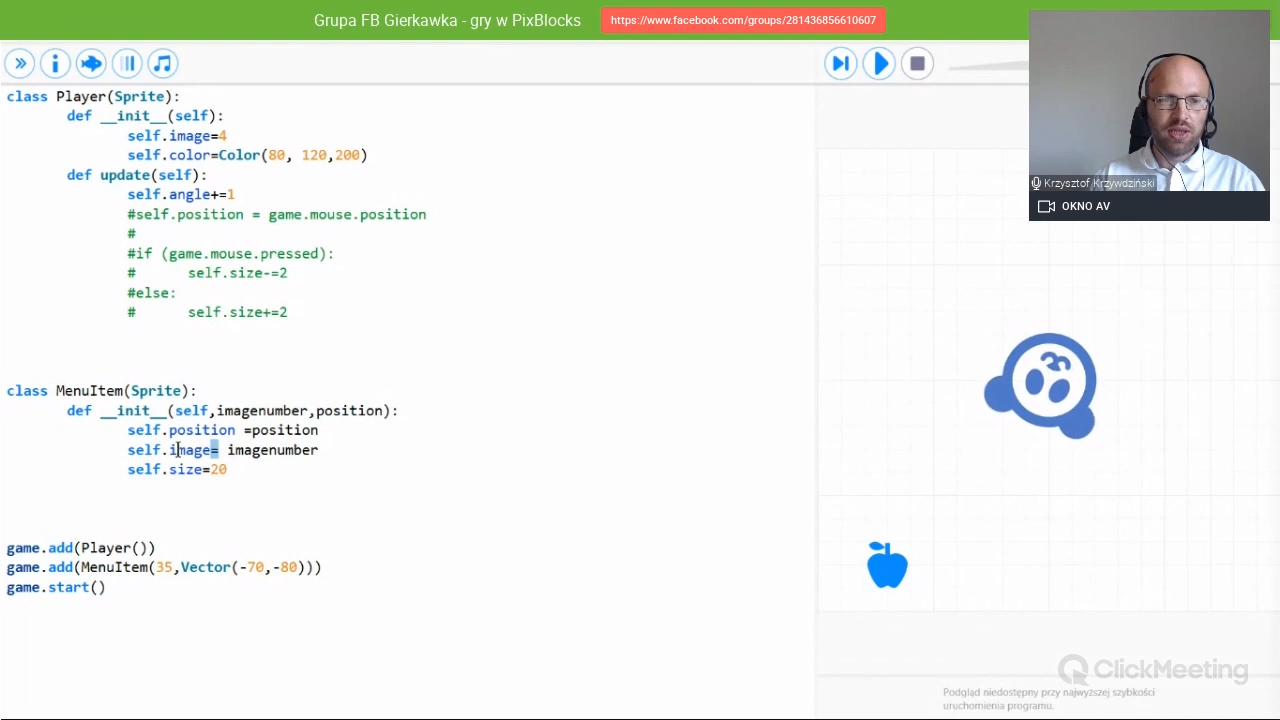 Grupa FB Gierkawka - gry w PixBlocks
https://www.facebook.com/groups/281436856610607
class Player(Sprite):
def __init__(self):
self.image=4
self.color=Color(80, 120,200)
def update(self):
self.angle+=1
#self.position = game.mouse.position
#
#if (game.mouse.pressed):
# self.size-=2
#else:
# self.size+=2
class MenuItem(Sprite):
def __init__(self,imagenumber,position):
self.position =position
self.image= imagenumber
self.size=20
game.add(Player())
game.add(MenuItem(35,Vector(-70,-80)))
game.start()
Krzysztof Krzywdziński
OKNO AV
ClickMeeting
Podgląd niedostępny przy najwyższej szybkości
uruchomienia programu.